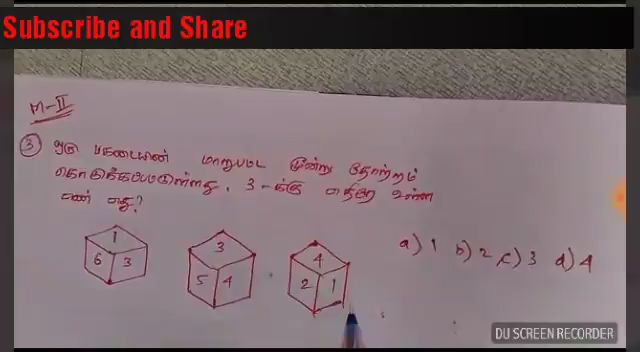 Subscribe and Share
M-II
③ ஒரு பகடையின் மாறுபட்ட மூன்று தோற்றம்
கொடுக்கப்பட்டுள்ளது. 3-க்கு எதிரே உள்ள
எண் எது?
a) 1 b) 2 c) 3 d) 4
1 6 3
3 5 4
4 2 1
DU SCREEN RECORDER